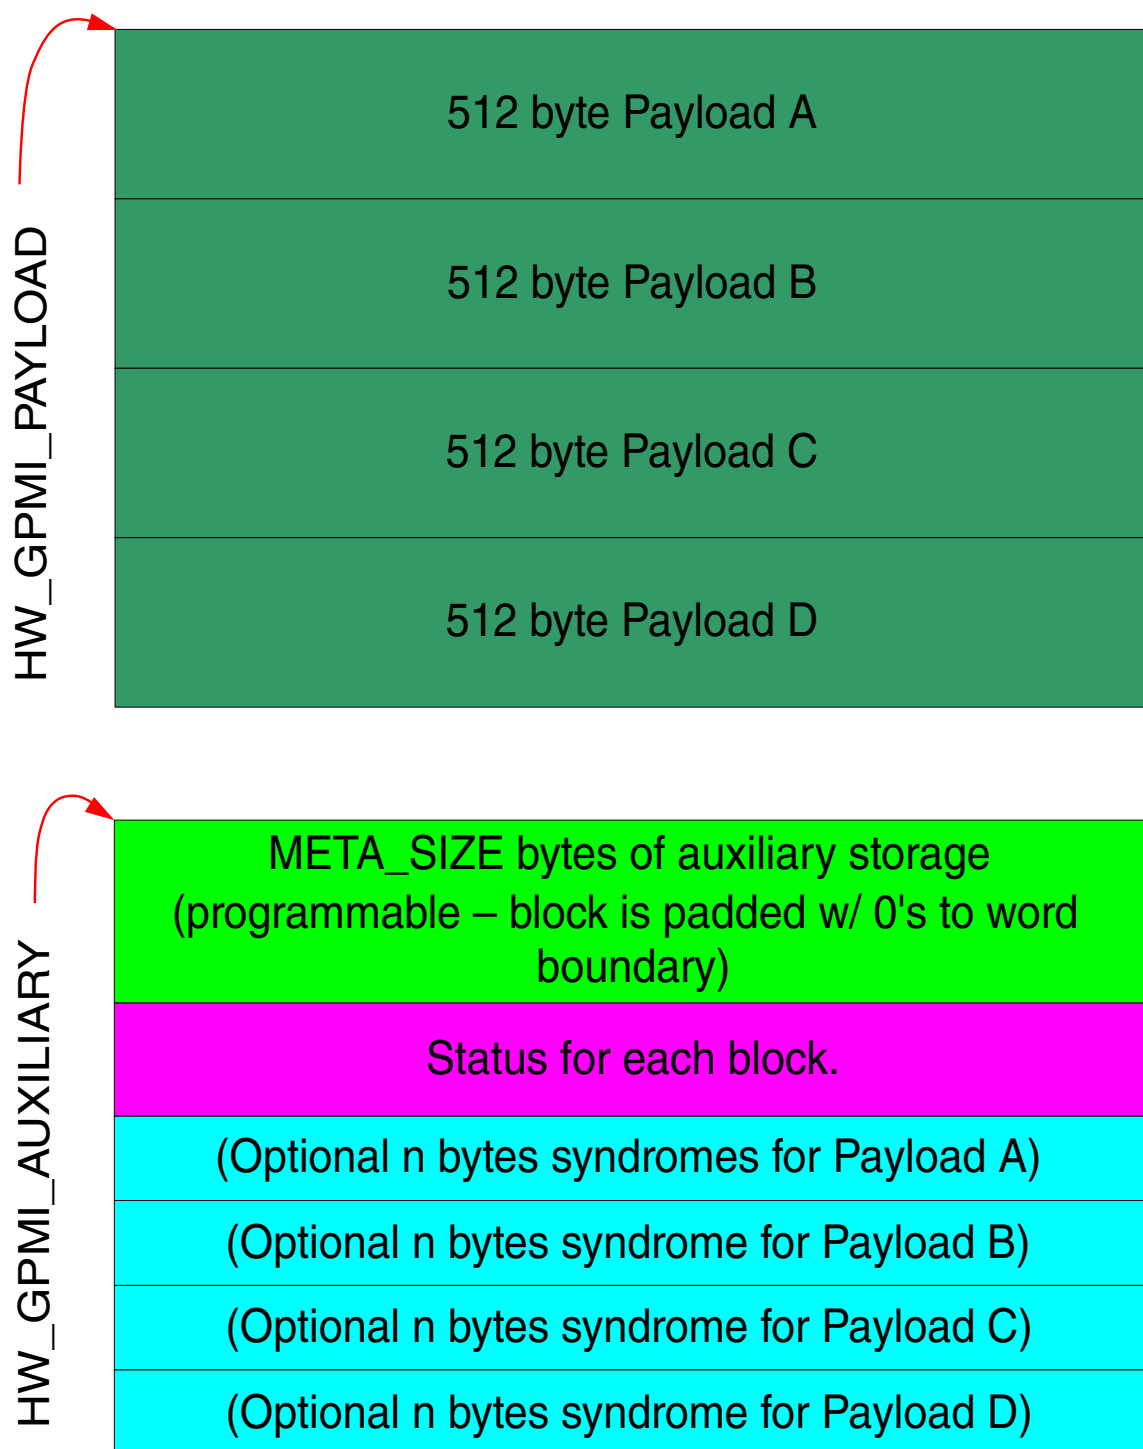 HW_GPMI_PAYLOAD
512 byte Payload A
512 byte Payload B
512 byte Payload C
512 byte Payload D
HW_GPMI_AUXILIARY
META_SIZE bytes of auxiliary storage
(programmable – block is padded w/ 0's to word
boundary)
Status for each block.
(Optional n bytes syndromes for Payload A)
(Optional n bytes syndrome for Payload B)
(Optional n bytes syndrome for Payload C)
(Optional n bytes syndrome for Payload D)